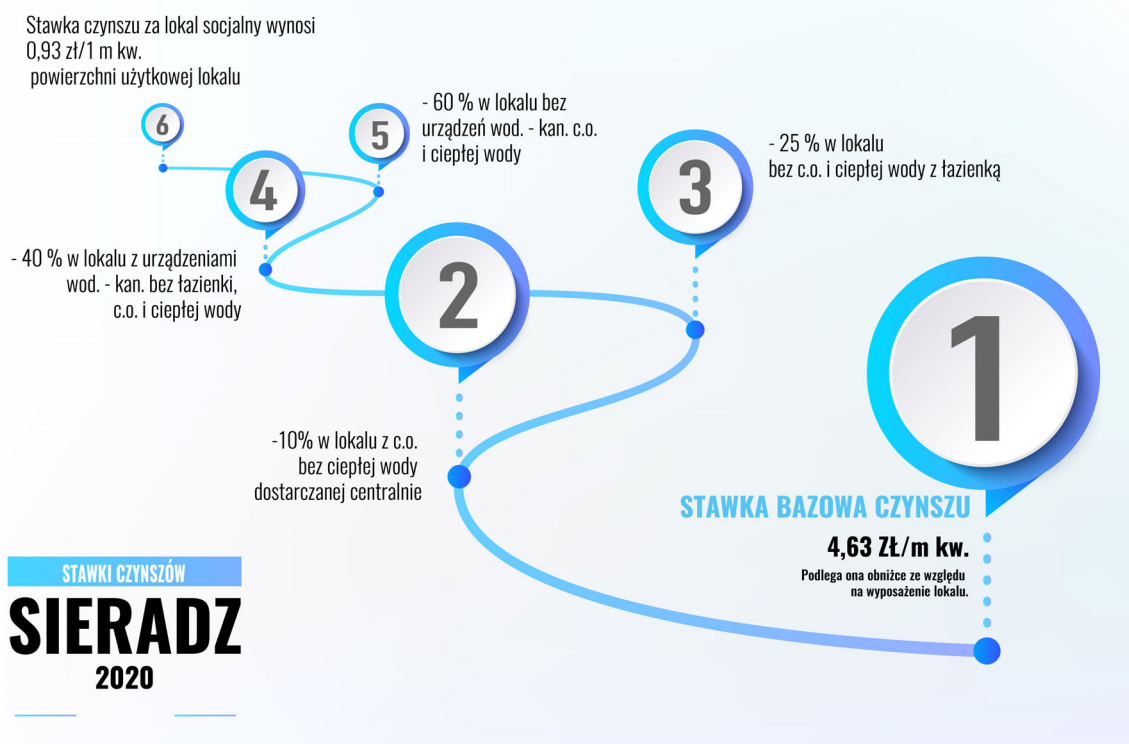 Stawka czynszu za lokal socjalny wynosi
0,93 zł/1 m kw.
powierzchni użytkowej lokalu
6
5
- 60 % w lokalu bez
urządzeń wod. - kan. c.o.
i ciepłej wody
4
- 40 % w lokalu z urządzeniami
wod. - kan. bez łazienki,
c.o. i ciepłej wody
3
- 25 % w lokalu
bez c.o. i ciepłej wody z łazienką
2
-10% w lokalu z c.o.
bez ciepłej wody
dostarczanej centralnie
1
STAWKA BAZOWA CZYNSZU
4,63 ZŁ/m kw.
Podlega ona obniżce ze względu
na wyposażenie lokalu.
STAWKI CZYNSZÓW
SIERADZ
2020